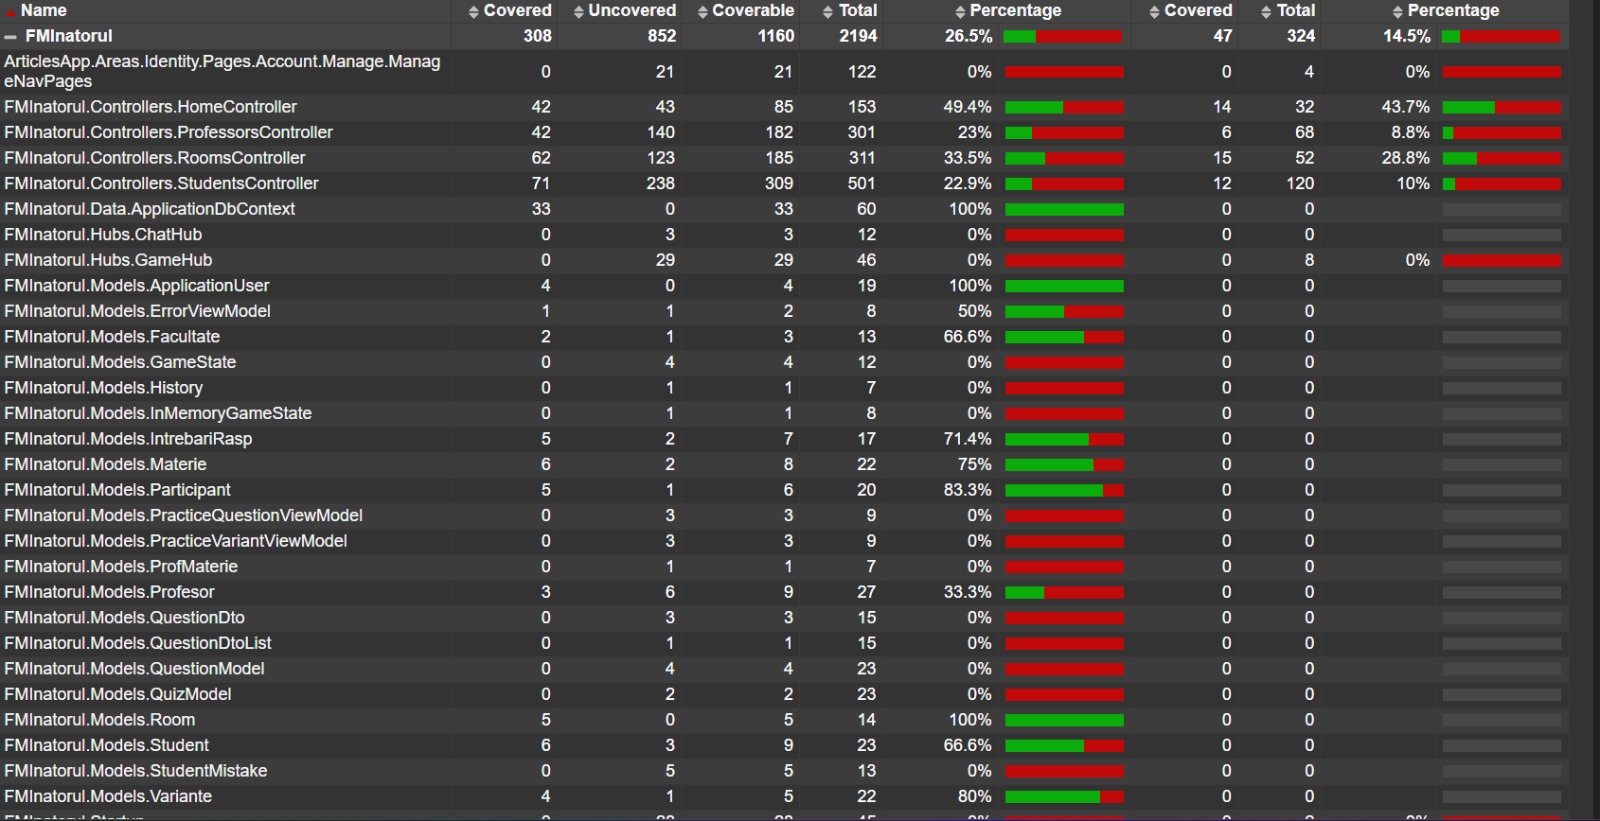 Name Covered Uncovered Coverable Total Percentage Covered Total Percentage
FMInatorul 308 852 1160 2194 26.5% 47 324 14.5%
ArticlesApp.Areas.Identity.Pages.Account.Manage.Manag
eNavPages 0 21 21 122 0% 0 4 0%
FMInatorul.Controllers.HomeController 42 43 85 153 49.4% 14 32 43.7%
FMInatorul.Controllers.ProfessorsController 42 140 182 301 23% 6 68 8.8%
FMInatorul.Controllers.RoomsController 62 123 185 311 33.5% 15 52 28.8%
FMInatorul.Controllers.StudentsController 71 238 309 501 22.9% 12 120 10%
FMInatorul.Data.ApplicationDbContext 33 0 33 60 100% 0 0
FMInatorul.Hubs.ChatHub 0 3 3 12 0% 0 0
FMInatorul.Hubs.GameHub 0 29 29 46 0% 0 8 0%
FMInatorul.Models.ApplicationUser 4 0 4 19 100% 0 0
FMInatorul.Models.ErrorViewModel 1 1 2 8 50% 0 0
FMInatorul.Models.Facultate 2 1 3 13 66.6% 0 0
FMInatorul.Models.GameState 0 4 4 12 0% 0 0
FMInatorul.Models.History 0 1 1 7 0% 0 0
FMInatorul.Models.InMemoryGameState 0 1 1 8 0% 0 0
FMInatorul.Models.IntrebariRasp 5 2 7 17 71.4% 0 0
FMInatorul.Models.Materie 6 2 8 22 75% 0 0
FMInatorul.Models.Participant 5 1 6 20 83.3% 0 0
FMInatorul.Models.PracticeQuestionViewModel 0 3 3 9 0% 0 0
FMInatorul.Models.PracticeVariantViewModel 0 3 3 9 0% 0 0
FMInatorul.Models.ProfMaterie 0 1 1 7 0% 0 0
FMInatorul.Models.Profesor 3 6 9 27 33.3% 0 0
FMInatorul.Models.QuestionDto 0 3 3 15 0% 0 0
FMInatorul.Models.QuestionDtoList 0 1 1 15 0% 0 0
FMInatorul.Models.QuestionModel 0 4 4 23 0% 0 0
FMInatorul.Models.QuizModel 0 2 2 23 0% 0 0
FMInatorul.Models.Room 5 0 5 14 100% 0 0
FMInatorul.Models.Student 6 3 9 23 66.6% 0 0
FMInatorul.Models.StudentMistake 0 5 5 13 0% 0 0
FMInatorul.Models.Variante 4 1 5 22 80% 0 0